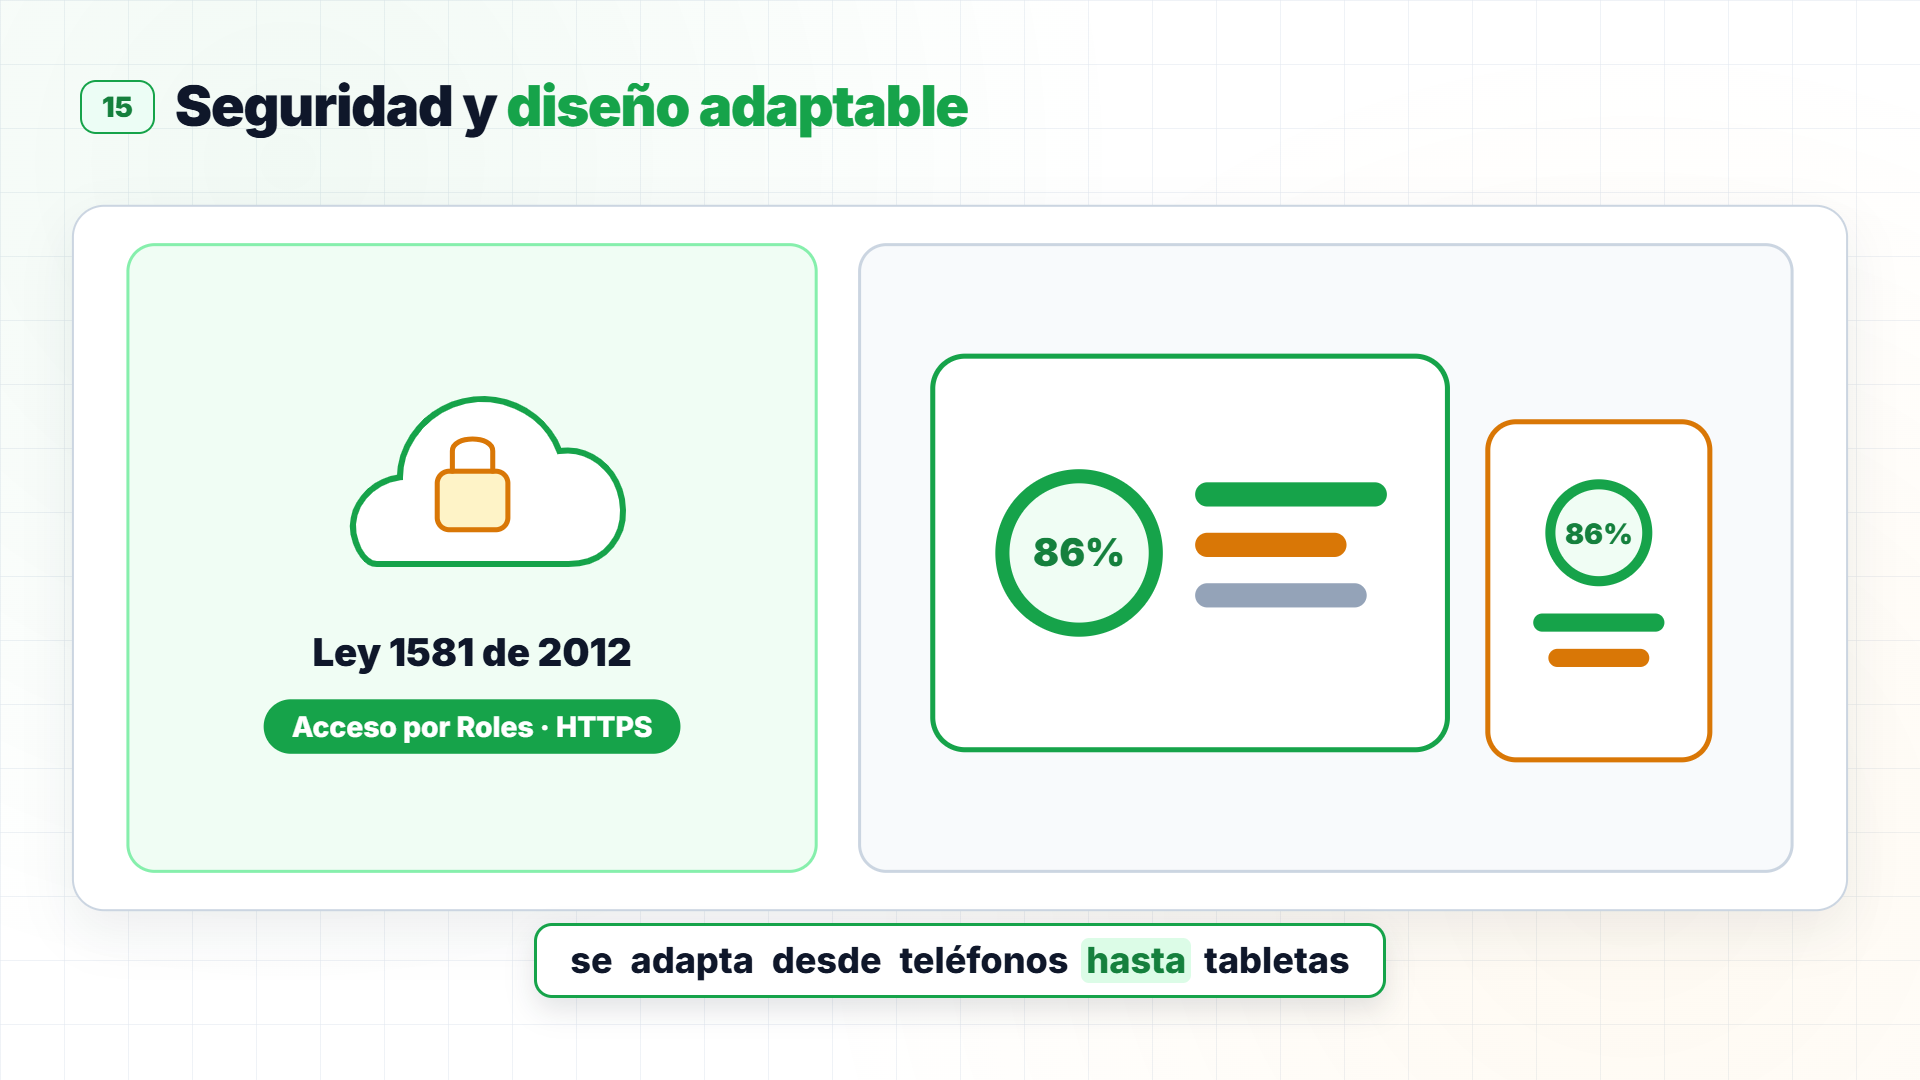 15
Seguridad y diseño adaptable
Ley 1581 de 2012
Acceso por Roles · HTTPS
86%
86%
se adapta desde teléfonos hasta tabletas